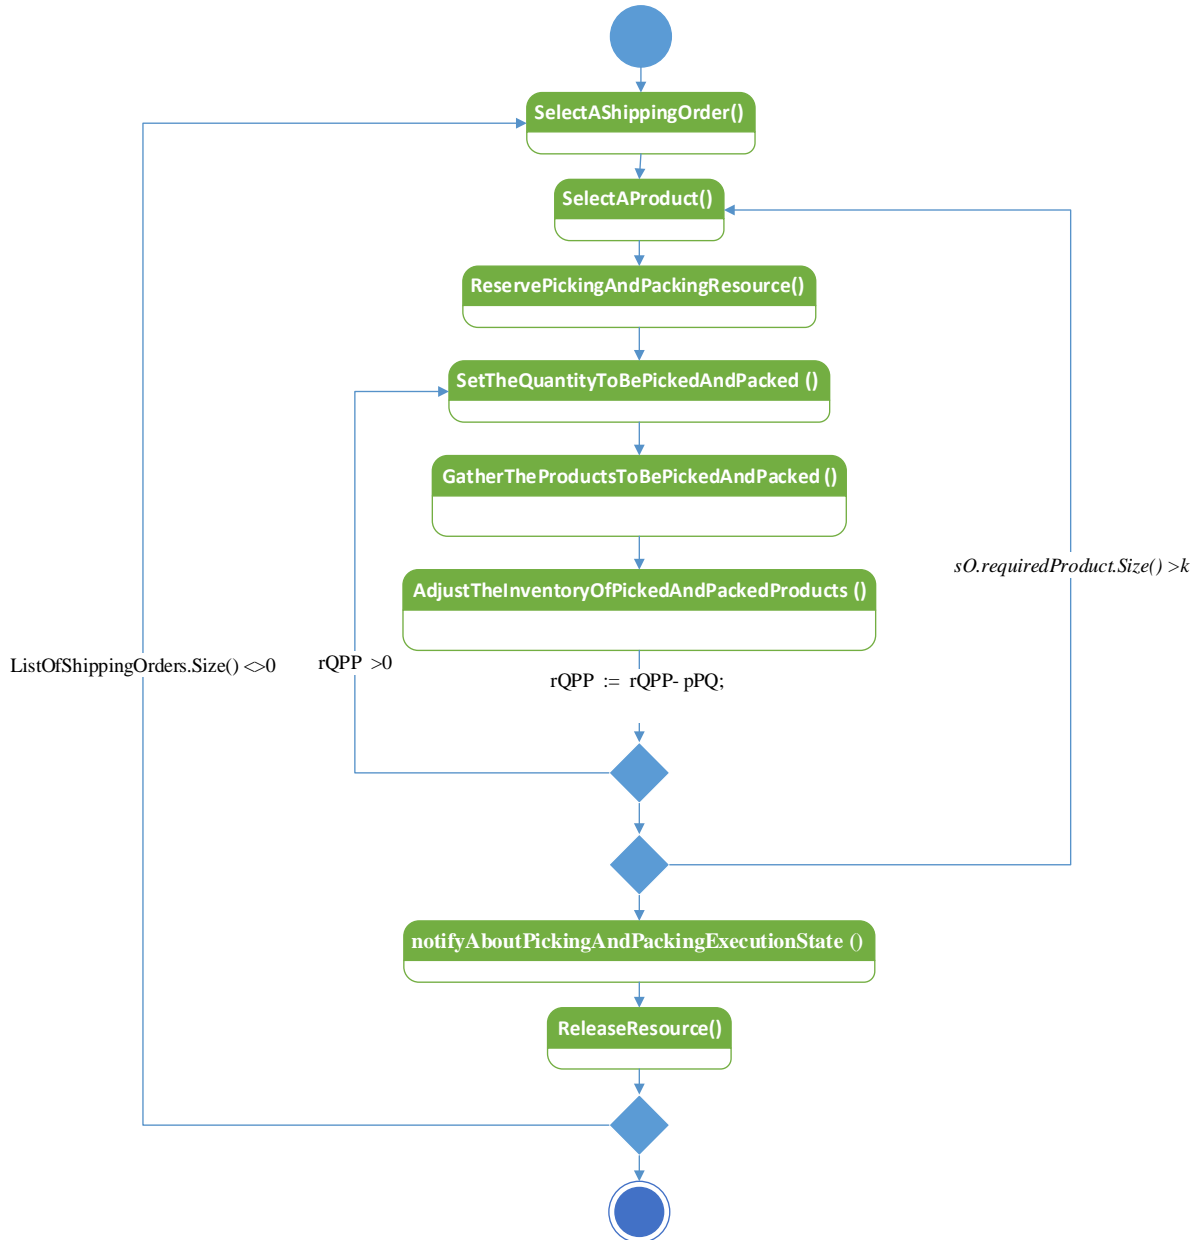 SelectAShippingOrder()
SelectAProduct()
ReservePickingAndPackingResource()
SetTheQuantityToBePickedAndPacked ()
GatherTheProductsToBePickedAndPacked ()
sO.requiredProduct.Size() >k
AdjustTheInventoryOfPickedAndPackedProducts ()
ListOfShippingOrders.Size() <>0
rQPP >0
rQPP := rQPP- pPQ;
notifyAboutPickingAndPackingExecutionState ()
ReleaseResource()